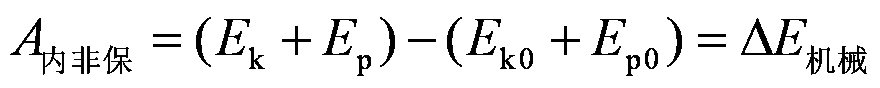 A内非保 = (Ek + Ep) − (Ek0 + Ep0) = ΔE机械